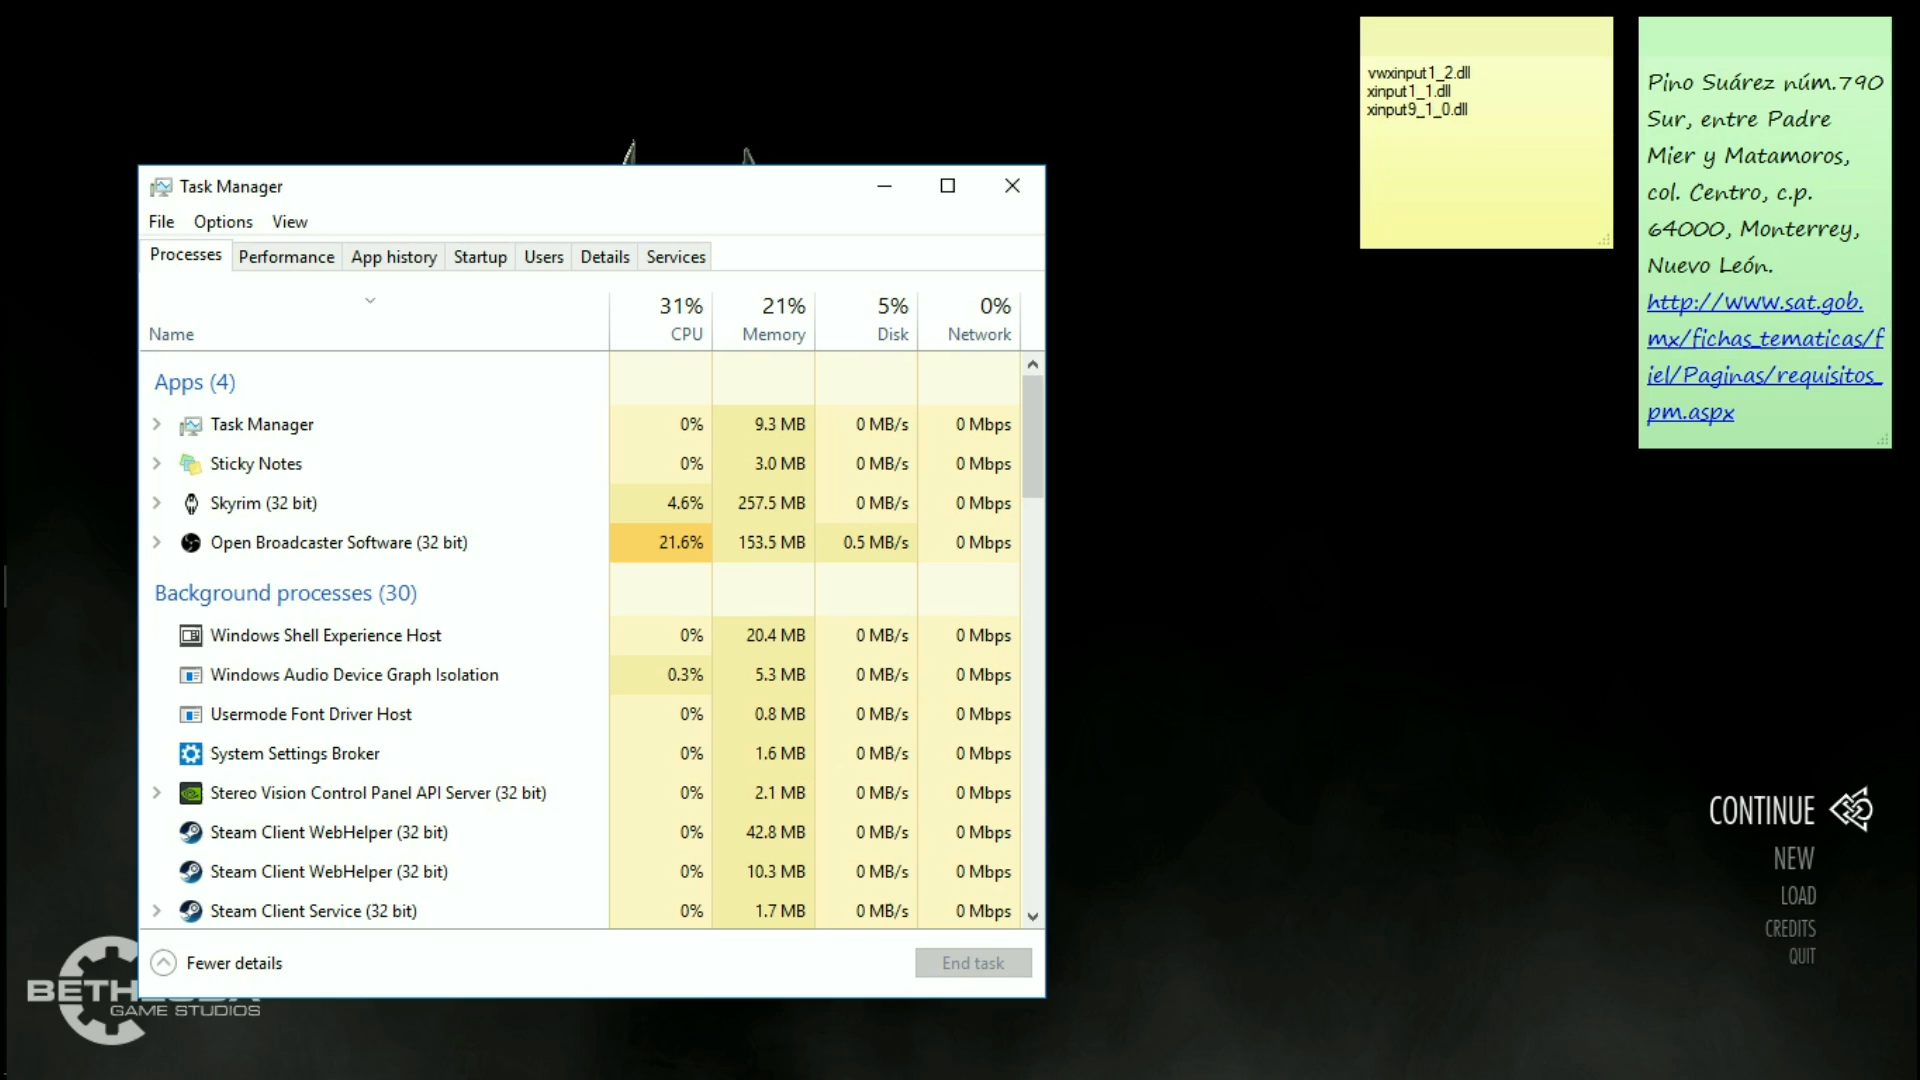 vwxinput1_2.dll
xinput1_1.dll
xinput9_1_0.dll
Pino Suárez núm.790
Sur, entre Padre
Mier y Matamoros,
col. Centro, c.p.
64000, Monterrey,
Nuevo León.
http://www.sat.gob.
mx/fichas_tematicas/f
iel/Paginas/requisitos_
pm.aspx
Task Manager
File Options View
Processes Performance App history Startup Users Details Services
31% 21% 5% 0%
Name CPU Memory Disk Network
Apps (4)
Task Manager 0% 9.3 MB 0 MB/s 0 Mbps
Sticky Notes 0% 3.0 MB 0 MB/s 0 Mbps
Skyrim (32 bit) 4.6% 257.5 MB 0 MB/s 0 Mbps
Open Broadcaster Software (32 bit) 21.6% 153.5 MB 0.5 MB/s 0 Mbps
Background processes (30)
Windows Shell Experience Host 0% 20.4 MB 0 MB/s 0 Mbps
Windows Audio Device Graph Isolation 0.3% 5.3 MB 0 MB/s 0 Mbps
Usermode Font Driver Host 0% 0.8 MB 0 MB/s 0 Mbps
System Settings Broker 0% 1.6 MB 0 MB/s 0 Mbps
Stereo Vision Control Panel API Server (32 bit) 0% 2.1 MB 0 MB/s 0 Mbps
Steam Client WebHelper (32 bit) 0% 42.8 MB 0 MB/s 0 Mbps
Steam Client WebHelper (32 bit) 0% 10.3 MB 0 MB/s 0 Mbps
Steam Client Service (32 bit) 0% 1.7 MB 0 MB/s 0 Mbps
Fewer details End task
CONTINUE
NEW
LOAD
CREDITS
QUIT
GAME STUDIOS